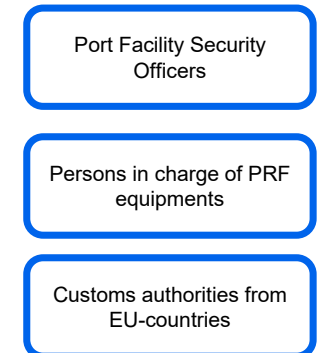 Port Facility Security
Officers
Persons in charge of PRF
equipments
Customs authorities from
EU-countries